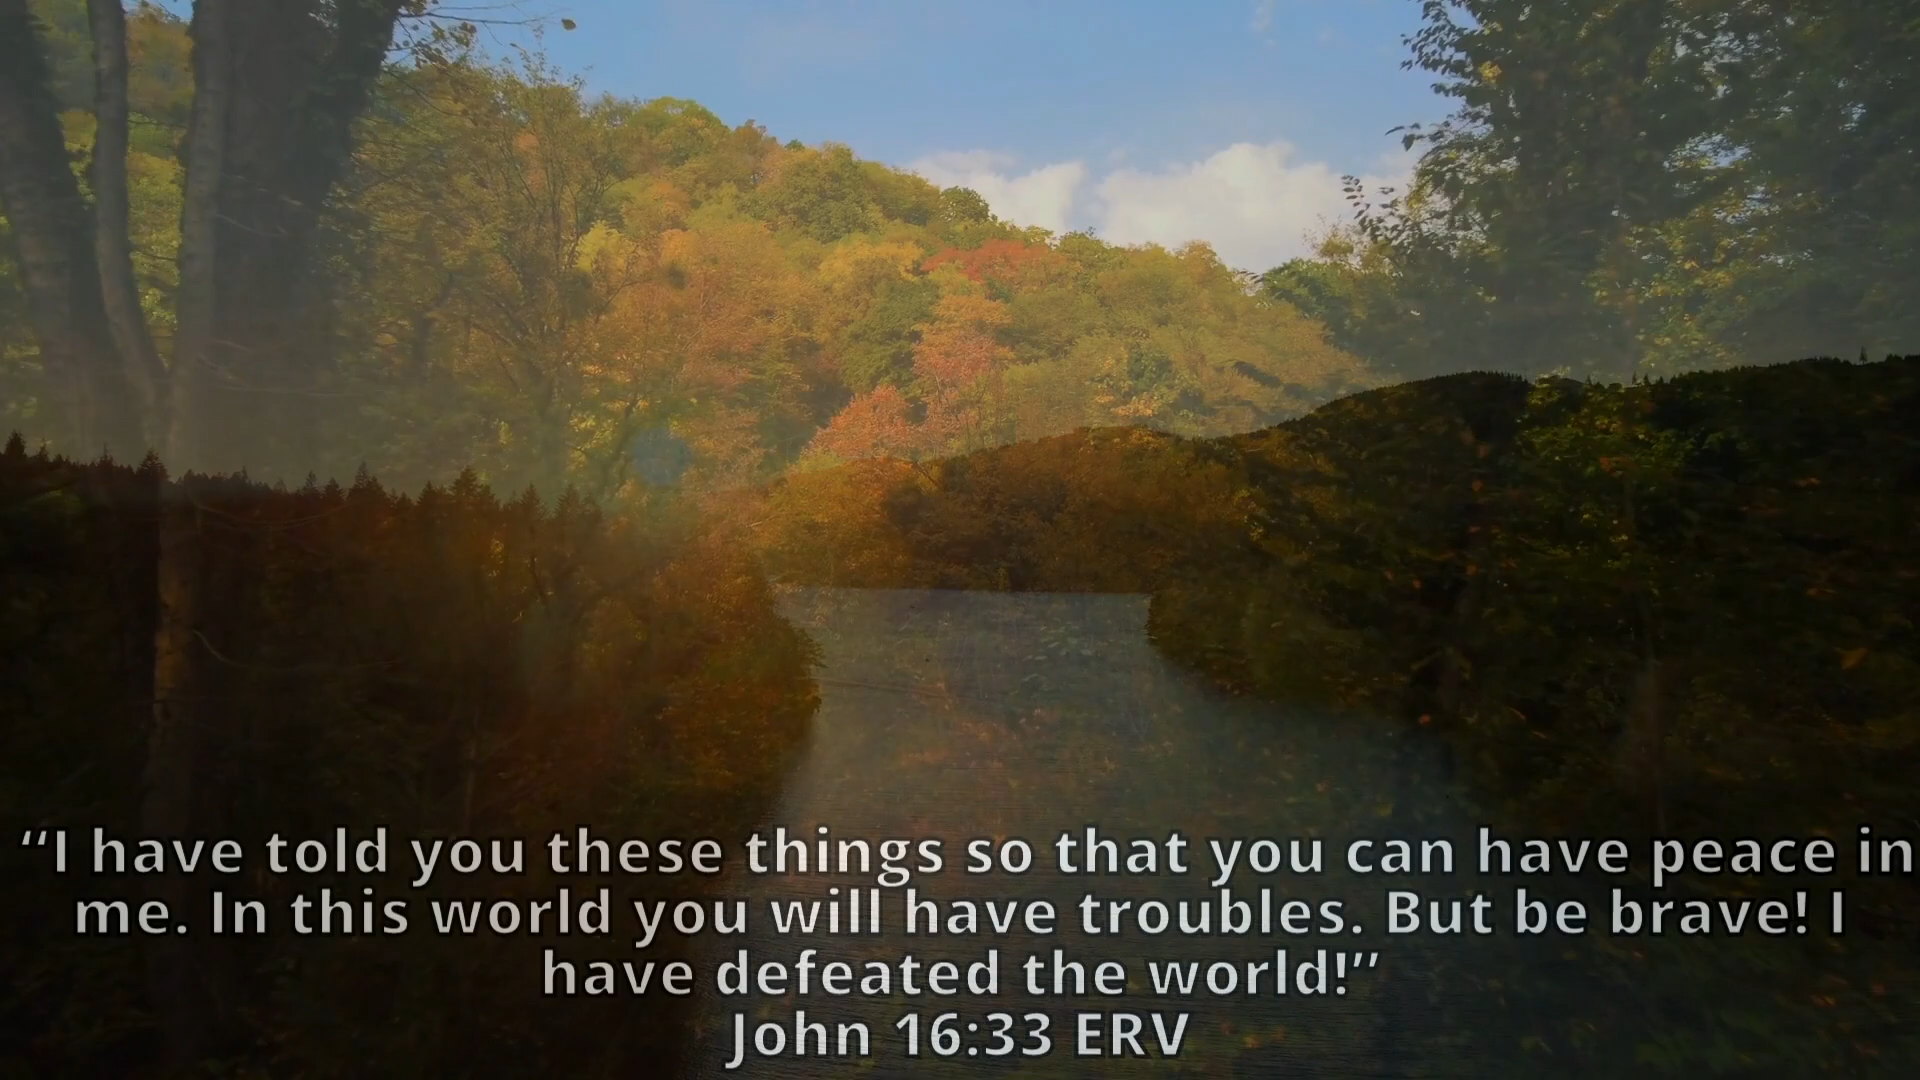 “I have told you these things so that you can have peace in
me. In this world you will have troubles. But be brave! I
have defeated the world!”
John 16:33 ERV